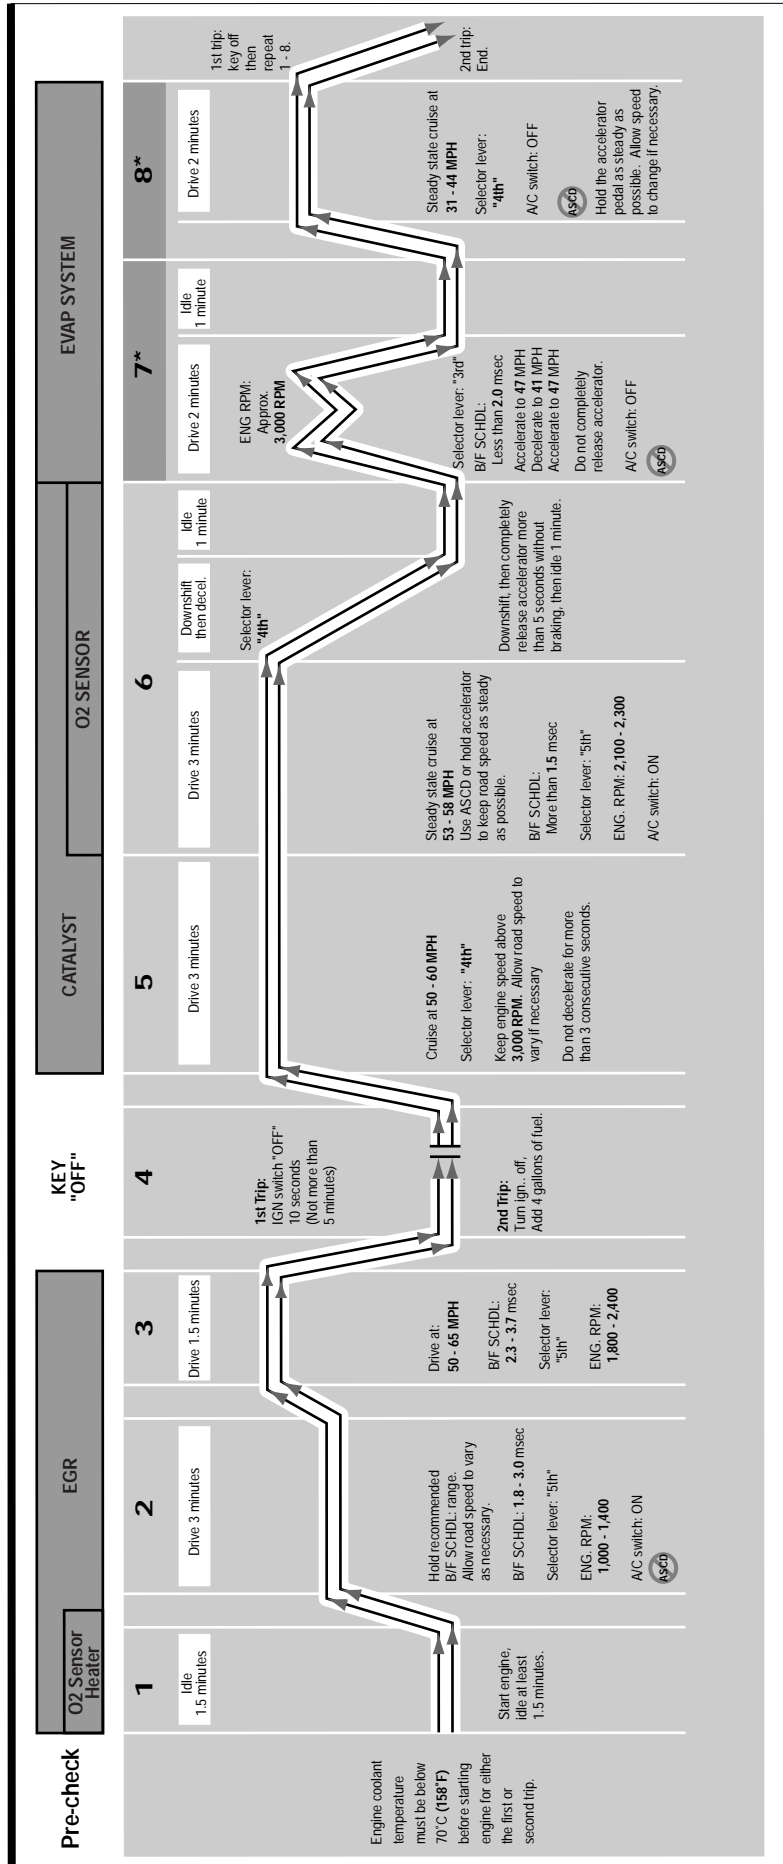 Pre-check
EGR
O2 Sensor
Heater
KEY
"OFF"
CATALYST
O2 SENSOR
EVAP SYSTEM
Engine coolant
temperature
must be below
70°C (158°F)
before starting
engine for either
the first or
second trip.
1
Idle
1.5 minutes
Start engine,
idle at least
1.5 minutes.
2
Drive 3 minutes
Hold recommended
B/F SCHDL: range.
Allow road speed to vary
as necessary.
B/F SCHDL: 1.8 - 3.0 msec
Selector lever: "5th"
ENG. RPM:
1,000 - 1,400
A/C switch: ON
ASCD
3
Drive 1.5 minutes
Drive at:
50 - 65 MPH
B/F SCHDL:
2.3 - 3.7 msec
Selector lever:
"5th"
ENG. RPM:
1,800 - 2,400
4
1st Trip:
IGN switch "OFF"
10 seconds
(Not more than
5 minutes)
2nd Trip:
Turn ign.. off,
Add 4 gallons of fuel.
5
Drive 3 minutes
Cruise at 50 - 60 MPH
Selector lever: "4th"
Keep engine speed above
3,000 RPM. Allow road speed to
vary if necessary
Do not decelerate for more
than 3 consecutive seconds.
6
Drive 3 minutes
Steady state cruise at
53 - 58 MPH
Use ASCD or hold accelerator
to keep road speed as steady
as possible.
B/F SCHDL:
More than 1.5 msec
Selector lever: "5th"
ENG. RPM: 2,100 - 2,300
A/C switch: ON
Downshift
then decel.
Selector lever:
"4th"
Idle
1 minute
Downshift, then completely
release accelerator more
than 5 seconds without
braking, then idle 1 minute.
7*
Drive 2 minutes
ENG RPM:
Approx.
3,000 RPM
Selector lever: "3rd"
B/F SCHDL:
Less than 2.0 msec
Accelerate to 47 MPH
Decelerate to 41 MPH
Accelerate to 47 MPH
Do not completely
release accelerator.
A/C switch: OFF
ASCD
Idle
1 minute
8*
Drive 2 minutes
Steady state cruise at
31 - 44 MPH
Selector lever:
"4th"
A/C switch: OFF
ASCD
Hold the accelerator
pedal as steady as
possible. Allow speed
to change if necessary.
1st trip:
key off
then
repeat
1 - 8.
2nd trip:
End.